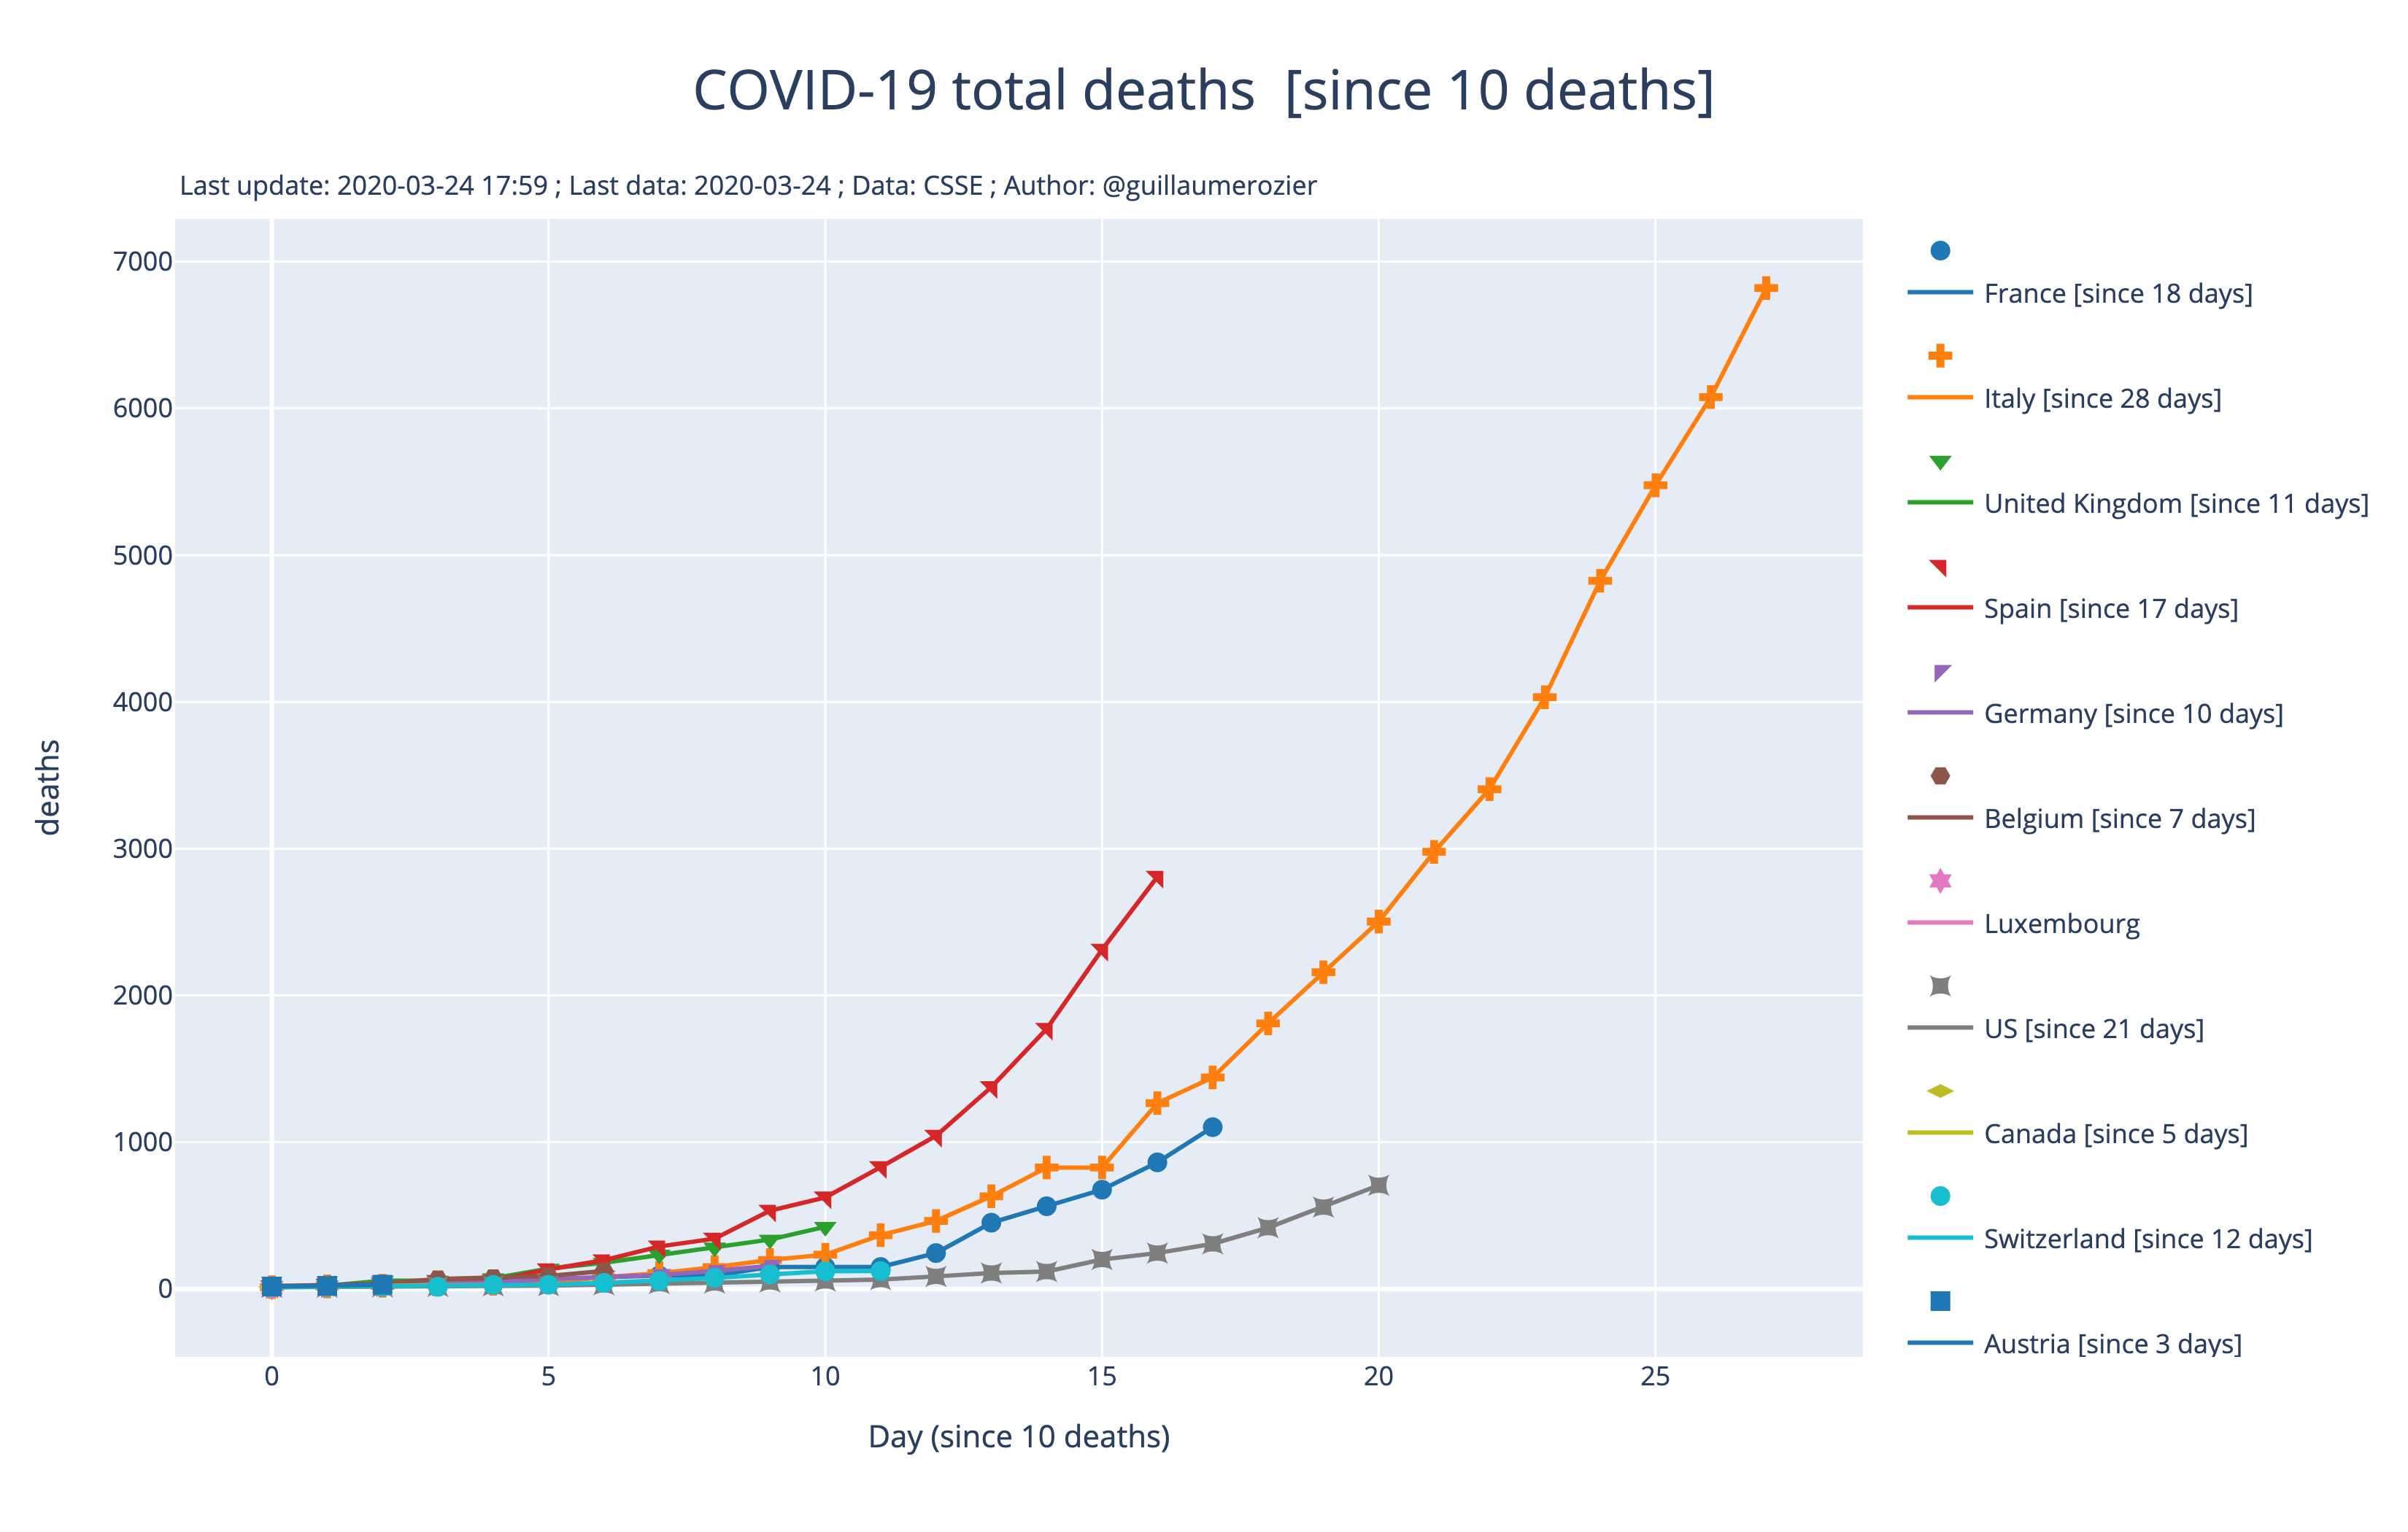 COVID-19 total deaths [since 10 deaths]
Last update: 2020-03-24 17:59 ; Last data: 2020-03-24 ; Data: CSSE ; Author: @guillaumerozier
7000
6000
5000
4000
3000
2000
1000
0
deaths
0 5 10 15 20 25
Day (since 10 deaths)
France [since 18 days]
Italy [since 28 days]
United Kingdom [since 11 days]
Spain [since 17 days]
Germany [since 10 days]
Belgium [since 7 days]
Luxembourg
US [since 21 days]
Canada [since 5 days]
Switzerland [since 12 days]
Austria [since 3 days]